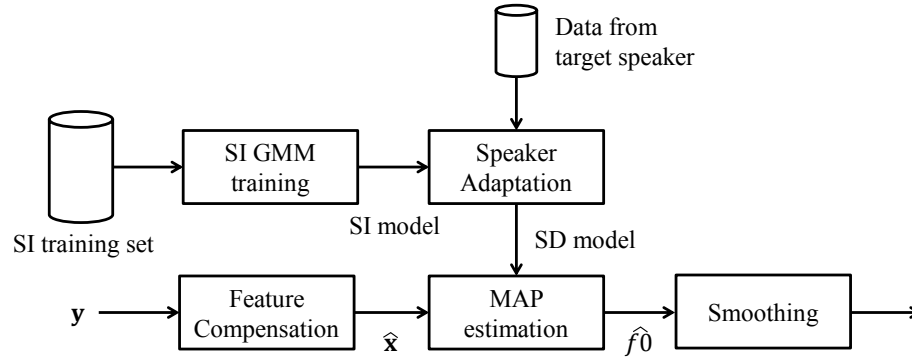 Data from
target speaker
SI GMM
training
Speaker
Adaptation
SI training set
SI model
SD model
y
Feature
Compensation
x̂
MAP
estimation
f0̂
Smoothing